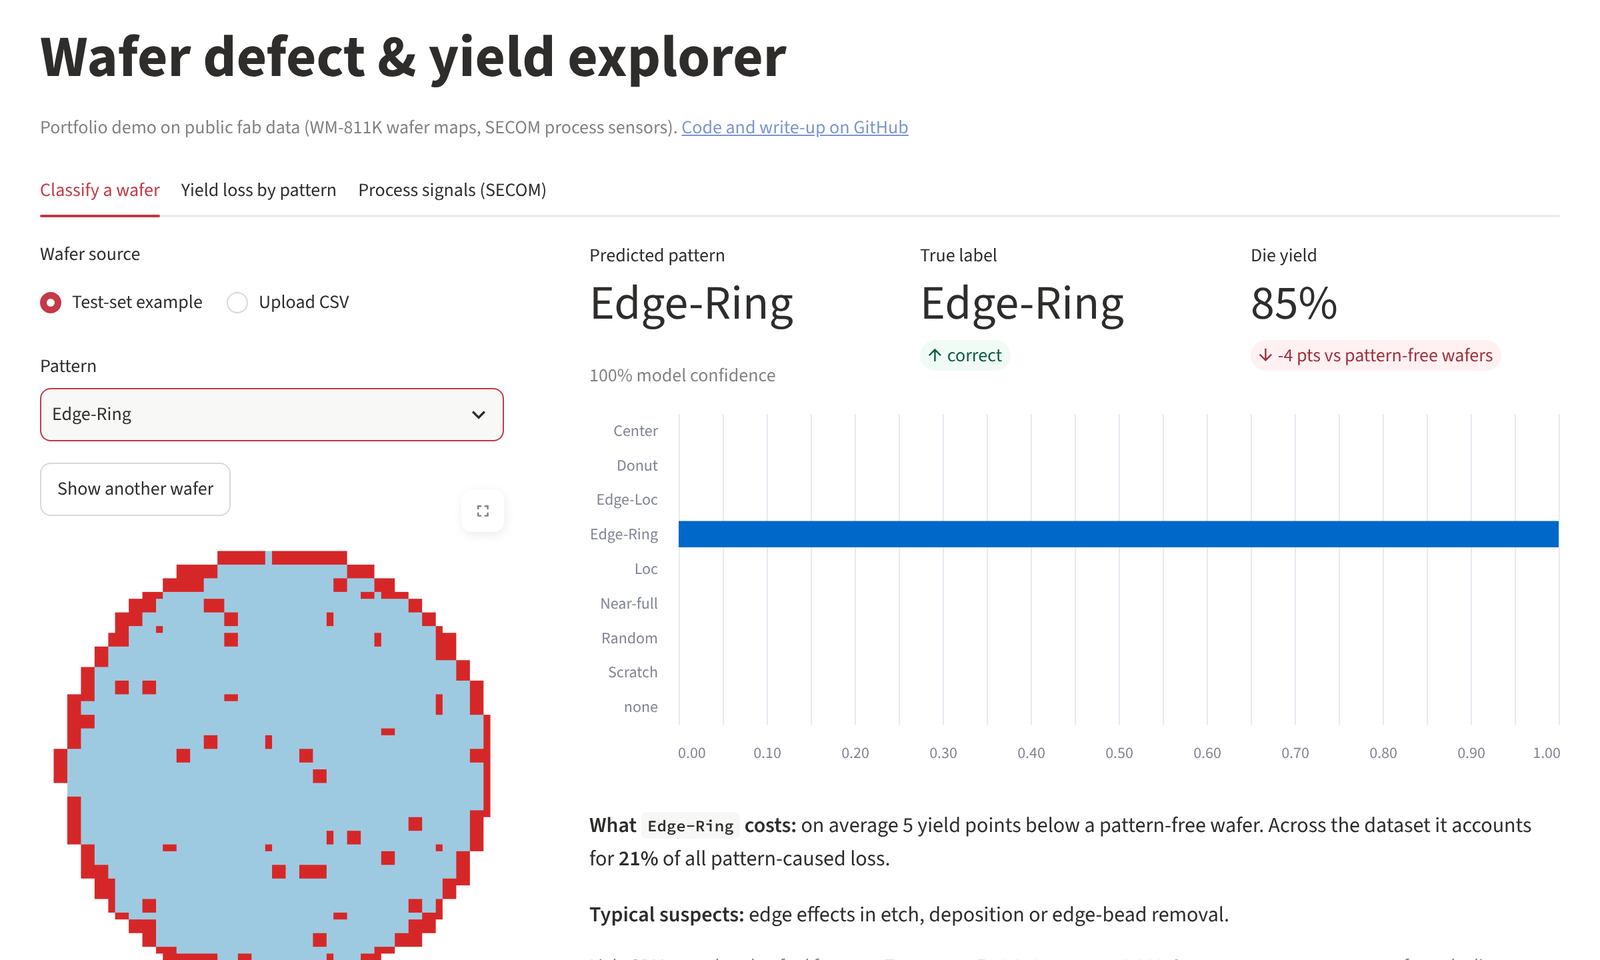 Wafer defect & yield explorer
Portfolio demo on public fab data (WM-811K wafer maps, SECOM process sensors). Code and write-up on GitHub
Classify a wafer
Yield loss by pattern
Process signals (SECOM)
Wafer source
Test-set example
Upload CSV
Pattern
Edge-Ring
Show another wafer
Predicted pattern
Edge-Ring
100% model confidence
True label
Edge-Ring
↑ correct
Die yield
85%
↓ -4 pts vs pattern-free wafers
Center
Donut
Edge-Loc
Edge-Ring
Loc
Near-full
Random
Scratch
none
0.00 0.10 0.20 0.30 0.40 0.50 0.60 0.70 0.80 0.90 1.00
What Edge-Ring costs: on average 5 yield points below a pattern-free wafer. Across the dataset it accounts
for 21% of all pattern-caused loss.
Typical suspects: edge effects in etch, deposition or edge-bead removal.